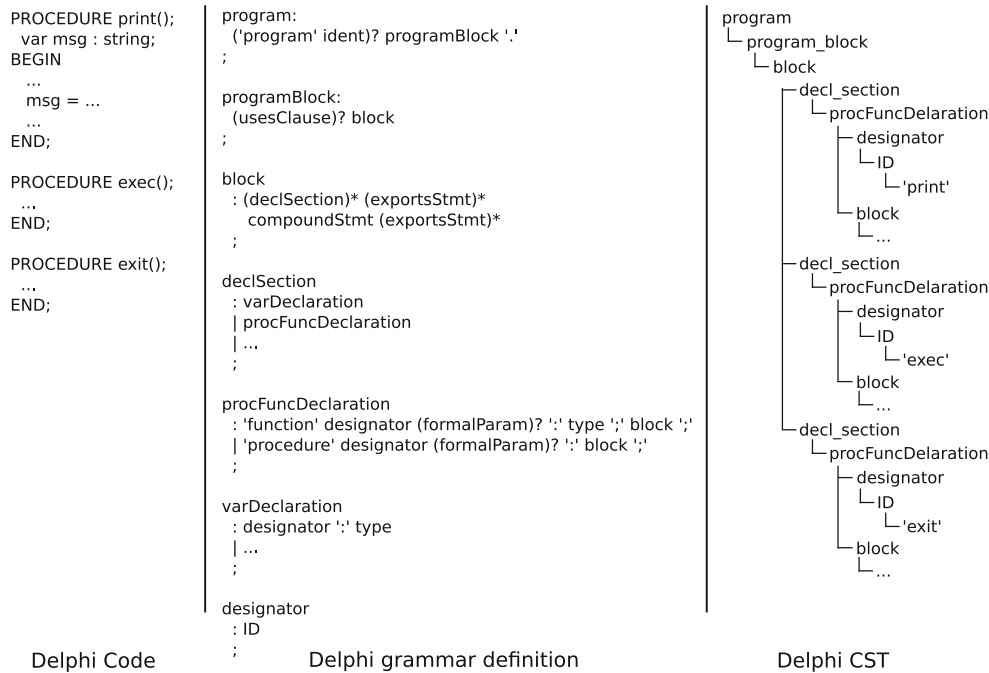 PROCEDURE print();
var msg : string;
BEGIN
...
msg = ...
...
END;
PROCEDURE exec();
...
END;
PROCEDURE exit();
...
END;
Delphi Code
program:
('program' ident)? programBlock '.'
;
programBlock:
(usesClause)? block
;
block
: (declSection)* (exportsStmt)*
compoundStmt (exportsStmt)*
;
declSection
: varDeclaration
| procFuncDeclaration
| ...
;
procFuncDeclaration
: 'function' designator (formalParam)? ':' type ';' block ';'
| 'procedure' designator (formalParam)? ':' block ';'
;
varDeclaration
: designator ':' type
| ...
;
designator
: ID
;
Delphi grammar definition
program
program_block
block
decl_section
procFuncDelaration
designator
ID
'print'
block
...
decl_section
procFuncDelaration
designator
ID
'exec'
block
...
decl_section
procFuncDelaration
designator
ID
'exit'
block
...
Delphi CST